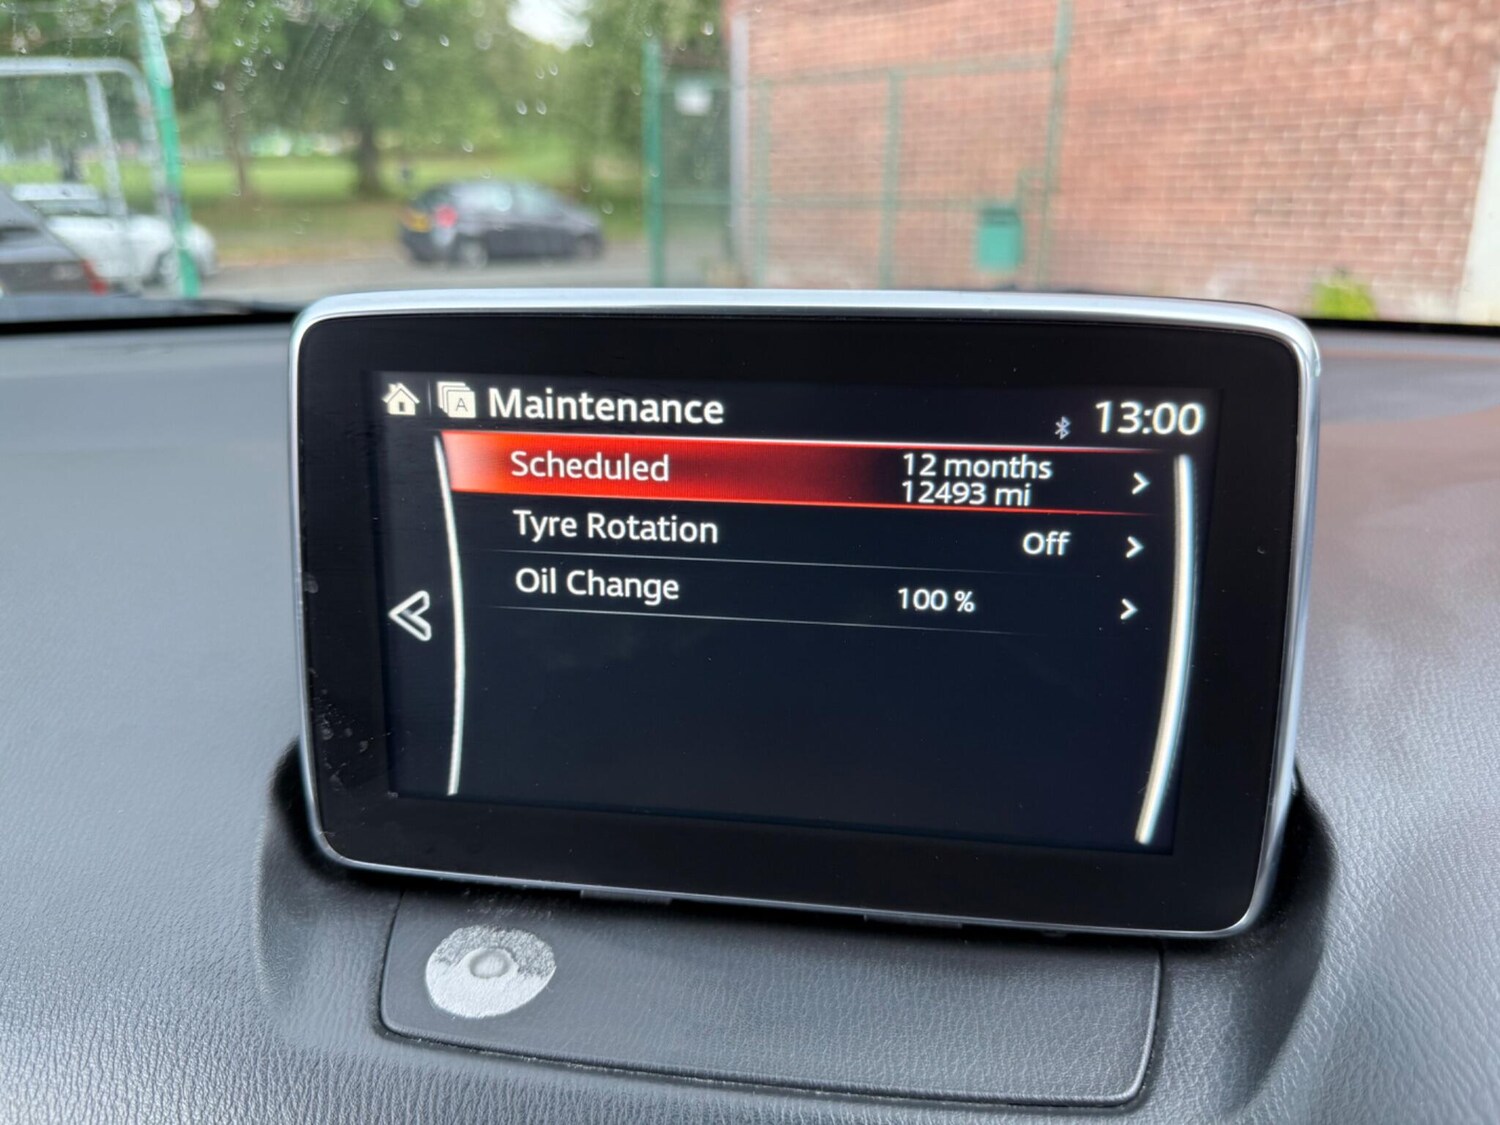 A Maintenance 13:00
Scheduled 12 months
12493 mi
Tyre Rotation Off
Oil Change 100 %